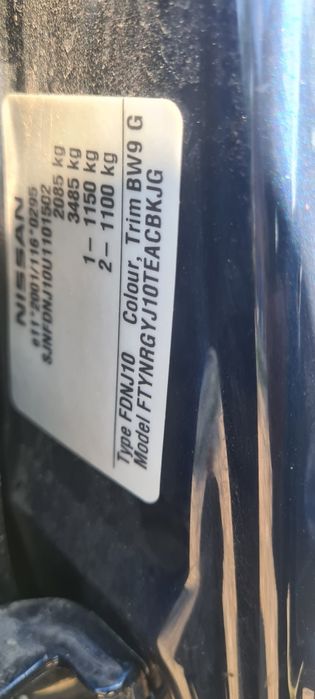 NISSAN
e11*2001/116*0295
SJNFDNJ10U1101502
2085 kg
3485 kg
1– 1150 kg
2– 1100 kg
Type FDNJ10 Colour, Trim BW9 G
Model FTYNRGYJ10TEACBKJG